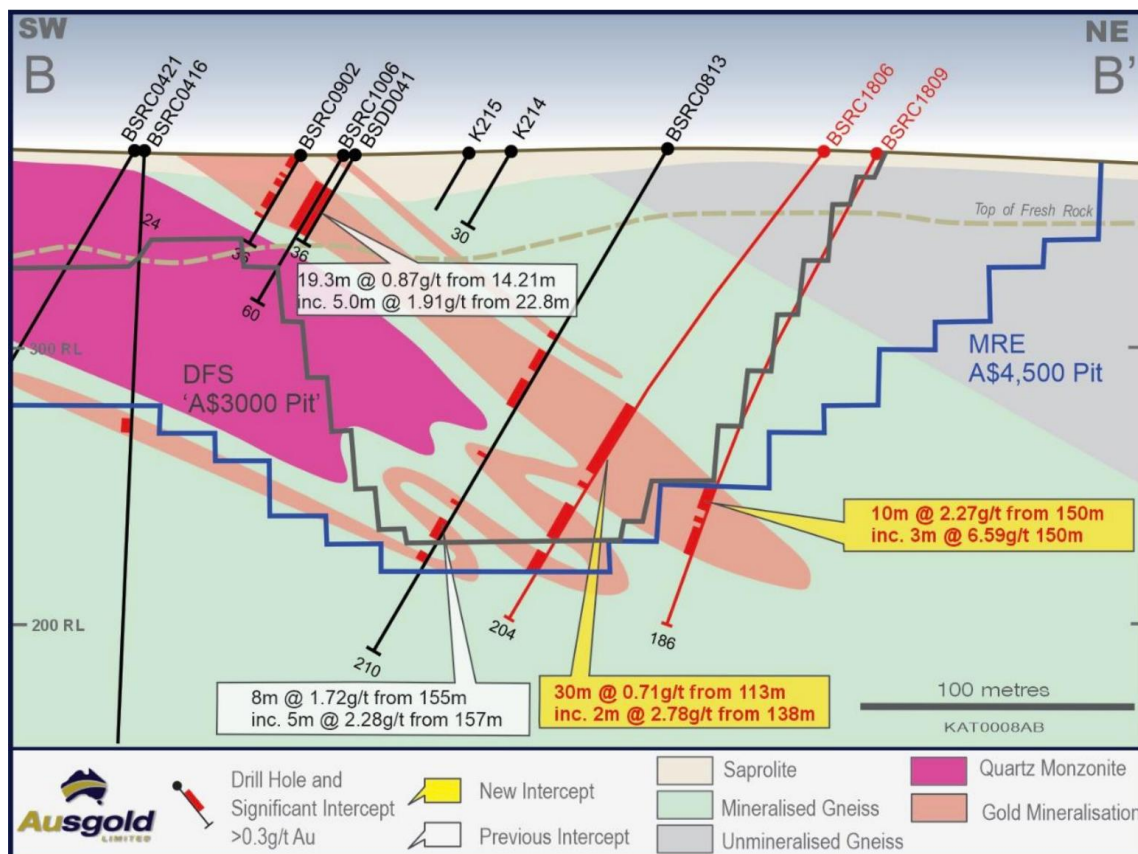 SW
B
NE
B’
BSRC0421
BSRC0416
BSRC0902
BSRC1006
BSDD041
K215
K214
BSRC0813
BSRC1806
BSRC1809
24
36
36
60
30
Top of Fresh Rock
19.3m @ 0.87g/t from 14.21m
inc. 5.0m @ 1.91g/t from 22.8m
300 RL
DFS
‘A$3000 Pit’
MRE
A$4,500 Pit
10m @ 2.27g/t from 150m
inc. 3m @ 6.59g/t 150m
200 RL
210
204
186
8m @ 1.72g/t from 155m
inc. 5m @ 2.28g/t from 157m
30m @ 0.71g/t from 113m
inc. 2m @ 2.78g/t from 138m
100 metres
KAT0008AB
Ausgold
LIMITED
Drill Hole and
Significant Intercept
>0.3g/t Au
New Intercept
Previous Intercept
Saprolite
Mineralised Gneiss
Unmineralised Gneiss
Quartz Monzonite
Gold Mineralisation